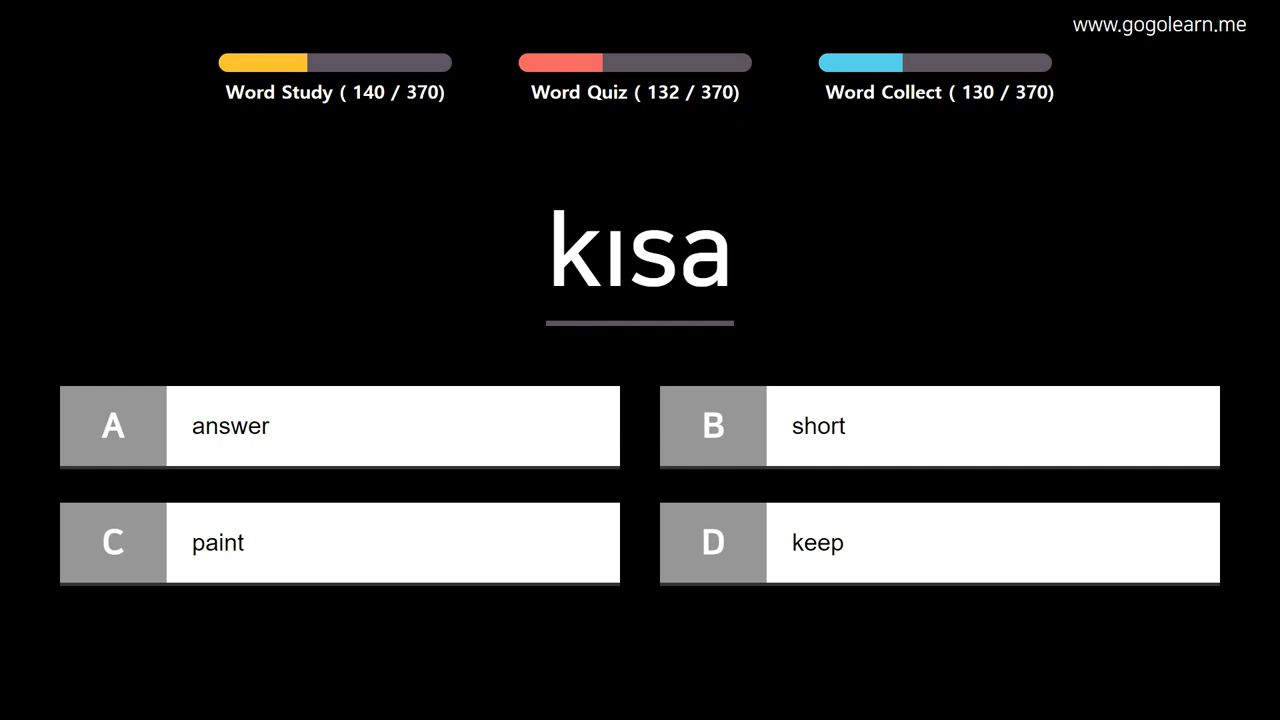 www.gogolearn.me
Word Study ( 140 / 370)
Word Quiz ( 132 / 370)
Word Collect ( 130 / 370)
kısa
A answer
B short
C paint
D keep